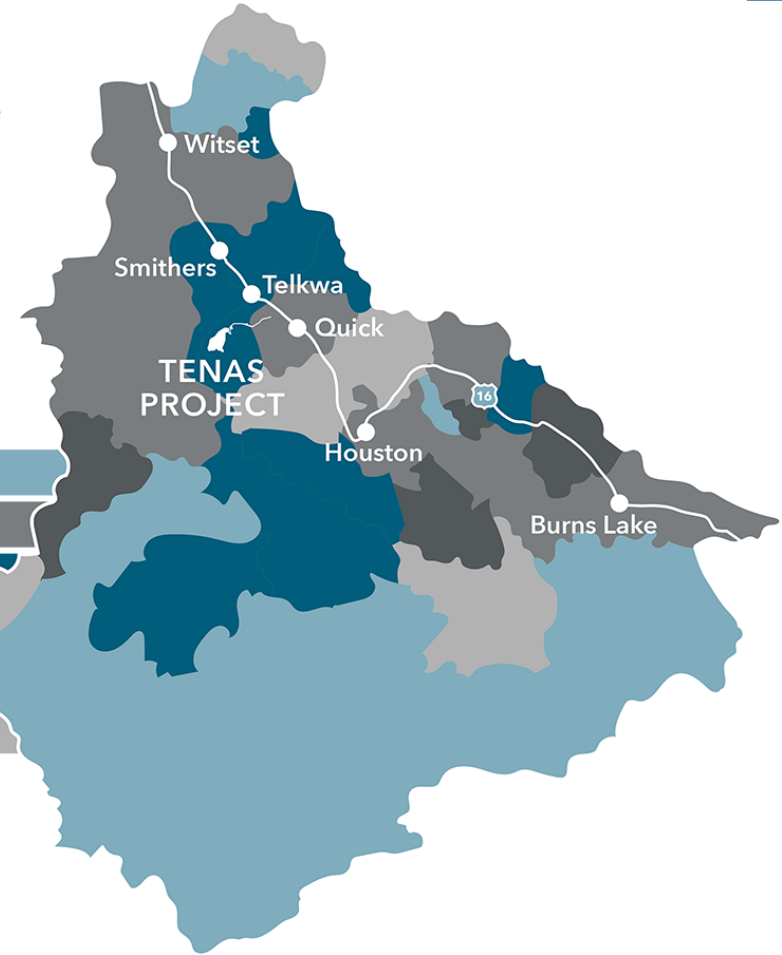 Witset
Smithers
Telkwa
Quick
TENAS
PROJECT
16
Houston
Burns Lake